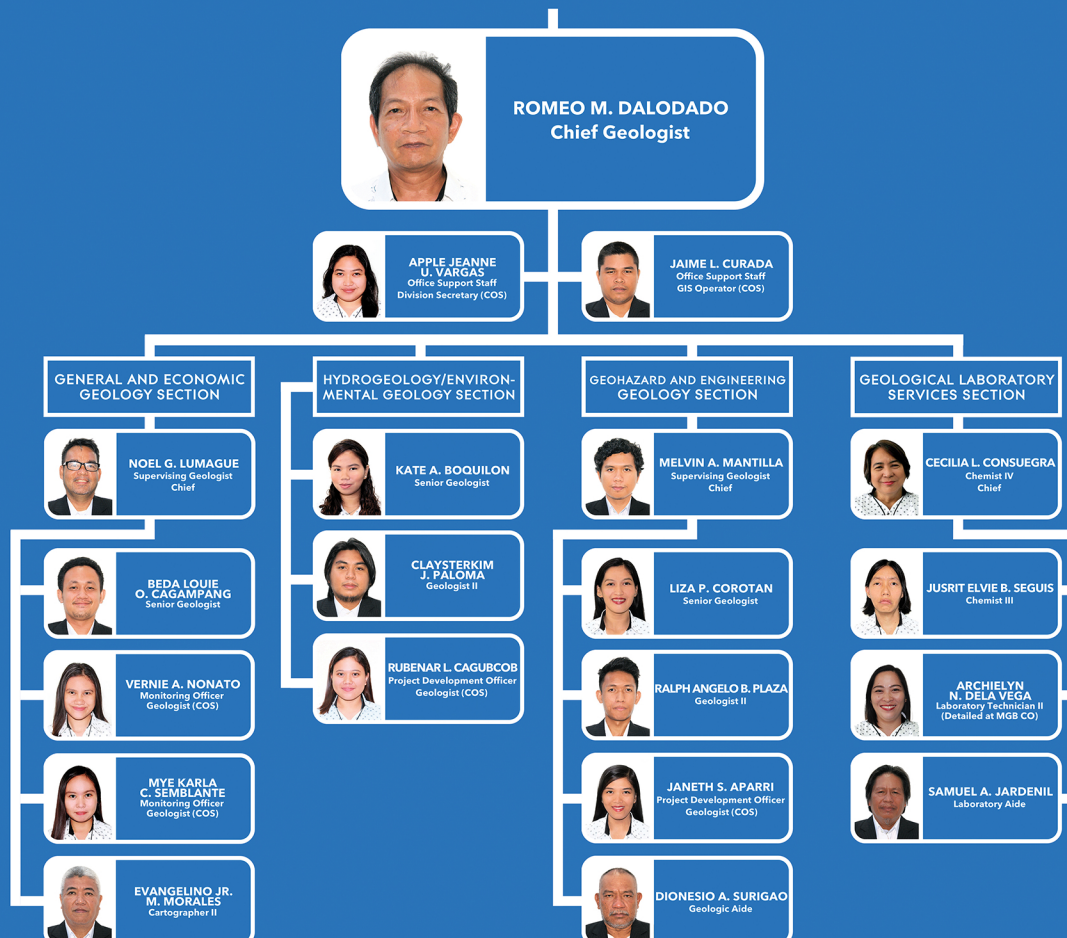 ROMEO M. DALODADO
Chief Geologist
APPLE JEANNE
U. VARGAS
Office Support Staff
Division Secretary (COS)
JAIME L. CURADA
Office Support Staff
GIS Operator (COS)
GENERAL AND ECONOMIC
GEOLOGY SECTION
NOEL G. LUMAGUE
Supervising Geologist
Chief
BEDA LOUIE
O. CAGAMPANG
Senior Geologist
VERNIE A. NONATO
Monitoring Officer
Geologist (COS)
MYE KARLA
C. SEMBLANTE
Monitoring Officer
Geologist (COS)
EVANGELINO JR.
M. MORALES
Cartographer II
HYDROGEOLOGY/ENVIRON-
MENTAL GEOLOGY SECTION
KATE A. BOQUILON
Senior Geologist
CLAYSTERKIM
J. PALOMA
Geologist II
RUBENAR L. CAGUBCOB
Project Development Officer
Geologist (COS)
GEOHAZARD AND ENGINEERING
GEOLOGY SECTION
MELVIN A. MANTILLA
Supervising Geologist
Chief
LIZA P. COROTAN
Senior Geologist
RALPH ANGELO B. PLAZA
Geologist II
JANETH S. APARRI
Project Development Officer
Geologist (COS)
DIONESIO A. SURIGAO
Geologic Aide
GEOLOGICAL LABORATORY
SERVICES SECTION
CECILIA L. CONSUEGRA
Chemist IV
Chief
JUSRIT ELVIE B. SEGUIS
Chemist III
ARCHIELYN
N. DELA VEGA
Laboratory Technician II
(Detailed at MGB CO)
SAMUEL A. JARDENIL
Laboratory Aide